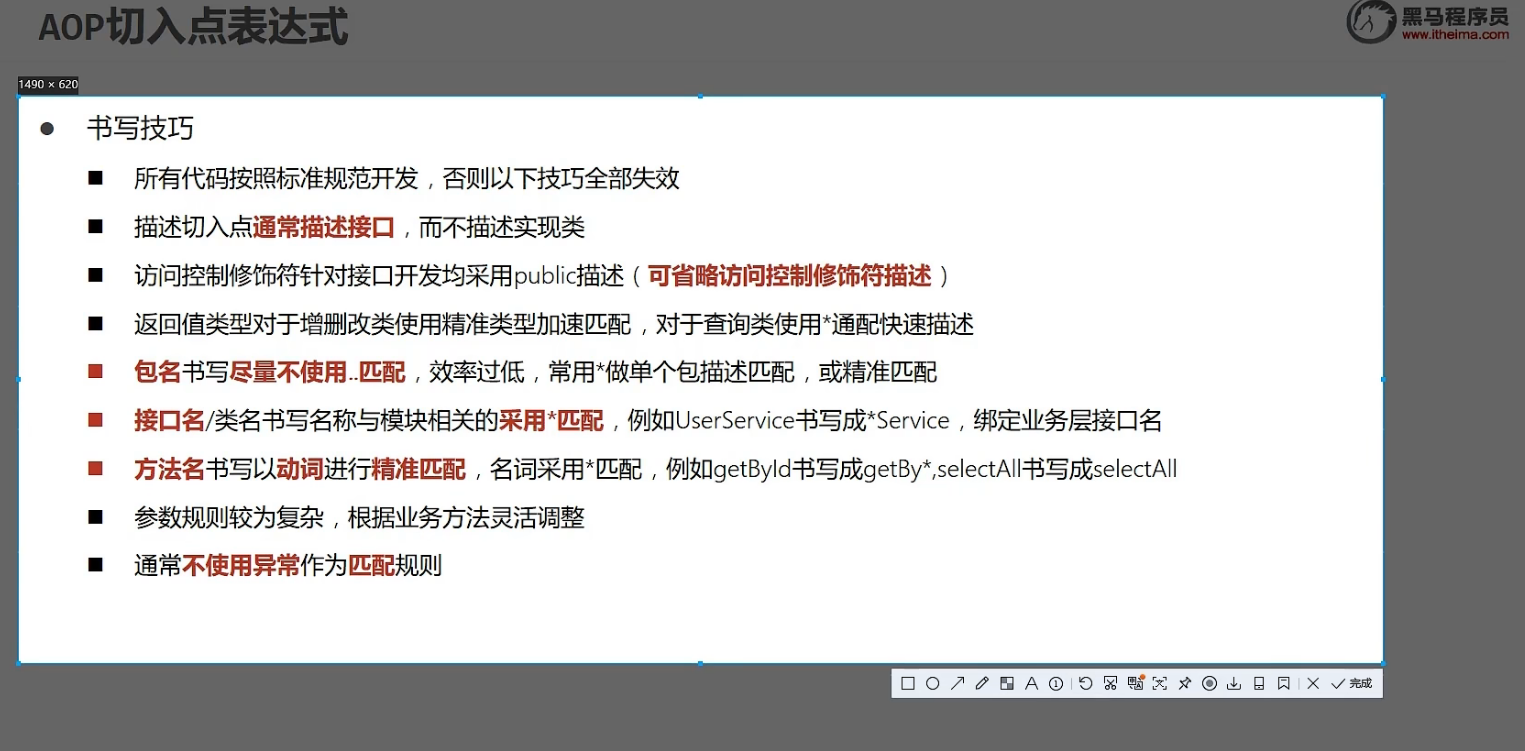 AOP切入点表达式
黑马程序员
www.itheima.com
1490 × 620
书写技巧
所有代码按照标准规范开发，否则以下技巧全部失效
描述切入点通常描述接口，而不描述实现类
访问控制修饰符针对接口开发均采用public描述（可省略访问控制修饰符描述）
返回值类型对于增删改类使用精准类型加速匹配，对于查询类使用*通配快速描述
包名书写尽量不使用..匹配，效率过低，常用*做单个包描述匹配，或精准匹配
接口名/类名书写名称与模块相关的采用*匹配，例如UserService书写成*Service，绑定业务层接口名
方法名书写以动词进行精准匹配，名词采用*匹配，例如getById书写成getBy*,selectAll书写成selectAll
参数规则较为复杂，根据业务方法灵活调整
通常不使用异常作为匹配规则
完成